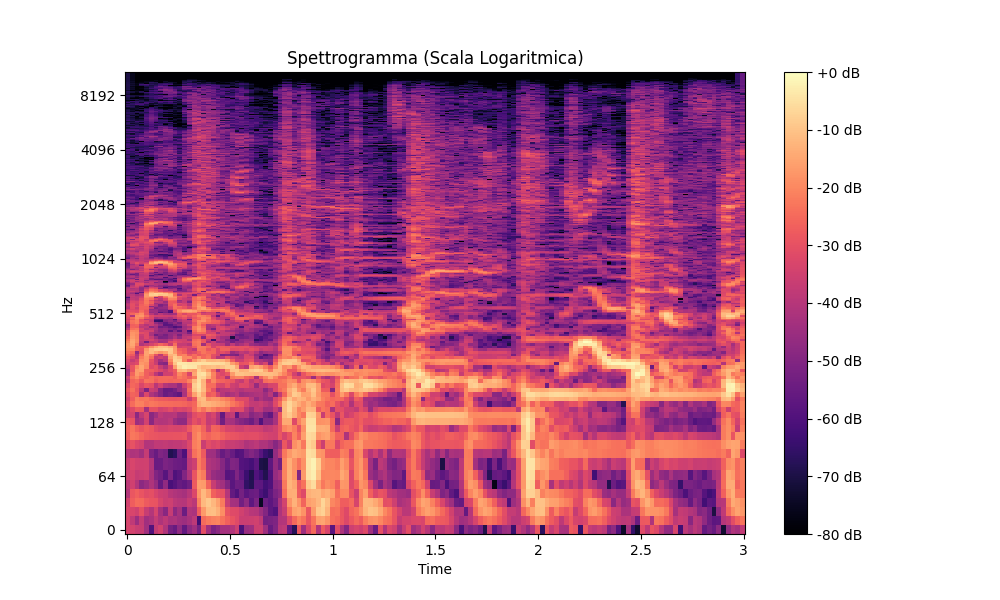 Spettrogramma (Scala Logaritmica)
8192
4096
2048
1024
512
256
128
64
0
Hz
0
0.5
1
1.5
2
2.5
3
Time
+0 dB
-10 dB
-20 dB
-30 dB
-40 dB
-50 dB
-60 dB
-70 dB
-80 dB